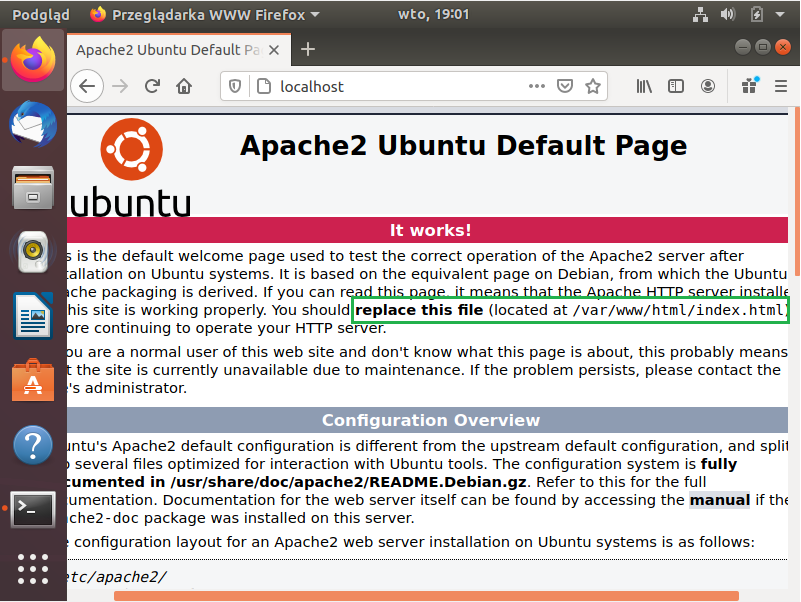 Podgląd Przeglądarka WWW Firefox wto, 19:01
Apache2 Ubuntu Default Pa
localhost
ubuntu
Apache2 Ubuntu Default Page
It works!
s is the default welcome page used to test the correct operation of the Apache2 server after
tallation on Ubuntu systems. It is based on the equivalent page on Debian, from which the Ubuntu
ache packaging is derived. If you can read this page, it means that the Apache HTTP server installe
his site is working properly. You should replace this file (located at /var/www/html/index.html)
ore continuing to operate your HTTP server.
ou are a normal user of this web site and don't know what this page is about, this probably means
t the site is currently unavailable due to maintenance. If the problem persists, please contact the
e's administrator.
Configuration Overview
untu's Apache2 default configuration is different from the upstream default configuration, and split
o several files optimized for interaction with Ubuntu tools. The configuration system is fully
cumented in /usr/share/doc/apache2/README.Debian.gz. Refer to this for the full
cumentation. Documentation for the web server itself can be found by accessing the manual if the
ache2-doc package was installed on this server.
e configuration layout for an Apache2 web server installation on Ubuntu systems is as follows:
etc/apache2/